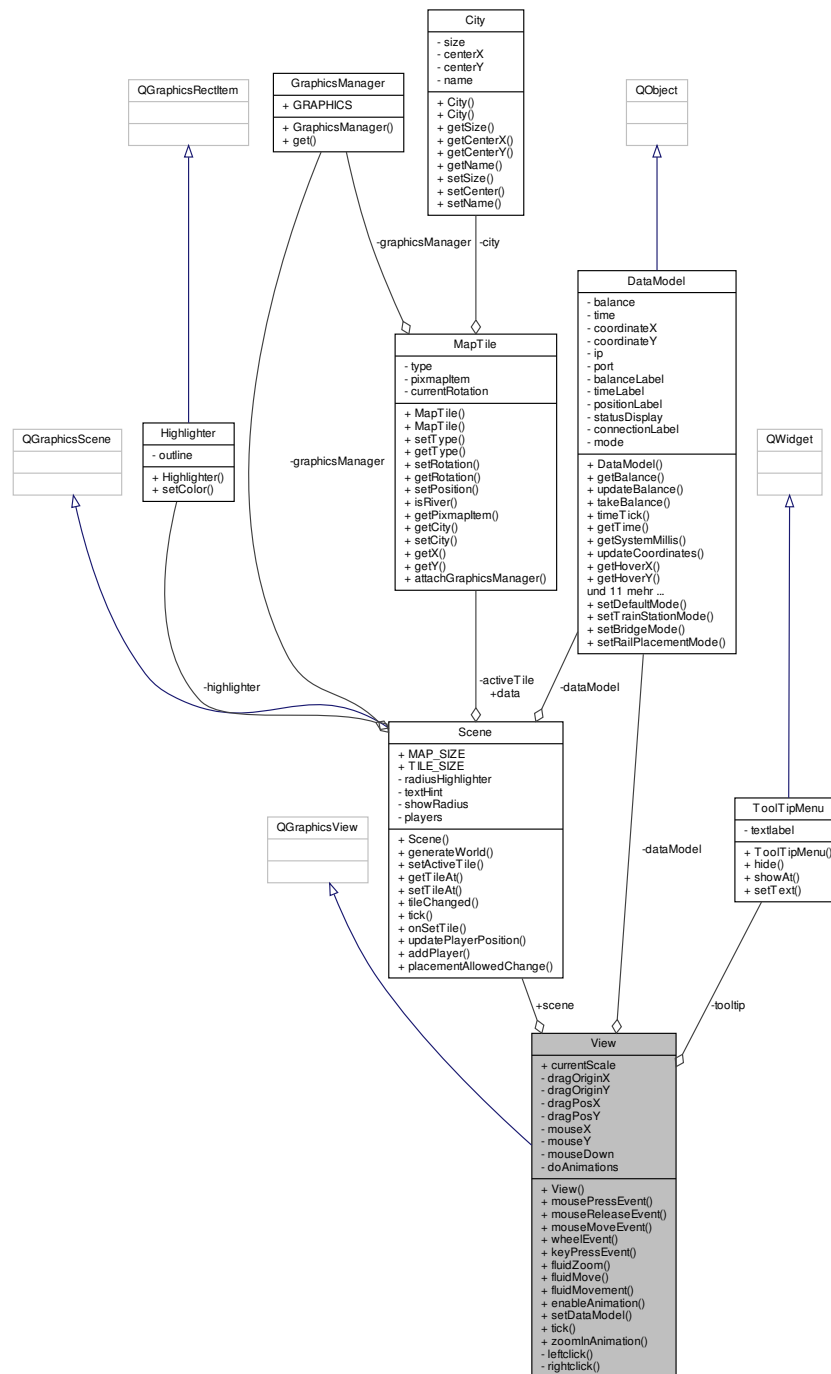 City
- size
- centerX
- centerY
- name
+ City()
+ City()
+ getSize()
+ getCenterX()
+ getCenterY()
+ getName()
+ setSize()
+ setCenter()
+ setName()
GraphicsManager
+ GRAPHICS
+ GraphicsManager()
+ get()
QGraphicsRectItem
QObject
-graphicsManager
-city
DataModel
- balance
- time
- coordinateX
- coordinateY
- ip
- port
- balanceLabel
- timeLabel
- positionLabel
- statusDisplay
- connectionLabel
- mode
+ DataModel()
+ getBalance()
+ updateBalance()
+ takeBalance()
+ timeTick()
+ getTime()
+ getSystemMillis()
+ updateCoordinates()
+ getHoverX()
+ getHoverY()
und 11 mehr ...
+ setDefaultMode()
+ setTrainStationMode()
+ setBridgeMode()
+ setRailPlacementMode()
MapTile
- type
- pixmapItem
- currentRotation
+ MapTile()
+ MapTile()
+ setType()
+ getType()
+ setRotation()
+ getRotation()
+ setPosition()
+ isRiver()
+ getPixmapItem()
+ getCity()
+ setCity()
+ getX()
+ getY()
+ attachGraphicsManager()
QGraphicsScene
Highlighter
- outline
+ Highlighter()
+ setColor()
-graphicsManager
QWidget
-highlighter
-activeTile
+data
-dataModel
Scene
+ MAP_SIZE
+ TILE_SIZE
- radiusHighlighter
- textHint
- showRadius
- players
+ Scene()
+ generateWorld()
+ setActiveTile()
+ getTileAt()
+ setTileAt()
+ tileChanged()
+ tick()
+ onSetTile()
+ updatePlayerPosition()
+ addPlayer()
+ placementAllowedChange()
QGraphicsView
-dataModel
ToolTipMenu
- textlabel
+ ToolTipMenu()
+ hide()
+ showAt()
+ setText()
+scene
-tooltip
View
+ currentScale
- dragOriginX
- dragOriginY
- dragPosX
- dragPosY
- mouseX
- mouseY
- mouseDown
- doAnimations
+ View()
+ mousePressEvent()
+ mouseReleaseEvent()
+ mouseMoveEvent()
+ wheelEvent()
+ keyPressEvent()
+ fluidZoom()
+ fluidMove()
+ fluidMovement()
+ enableAnimation()
+ setDataModel()
+ tick()
+ zoomInAnimation()
- leftclick()
- rightclick()